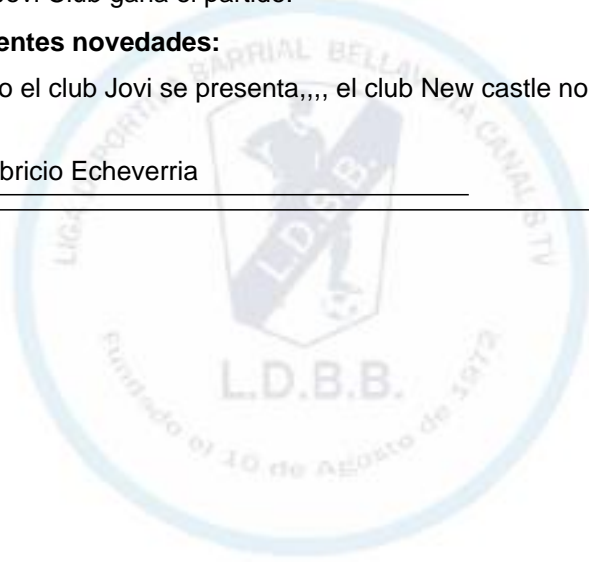 Jovi Club gana el partido.
entes novedades:
o el club Jovi se presenta,,,, el club New castle no
bricio Echeverria
LIGA DEPORTIVA BARRIAL BELLAVISTA CANAL 8 TV
L.D.B.B.
L.D.B.B.
Fundado el 10 de Agosto de 1972